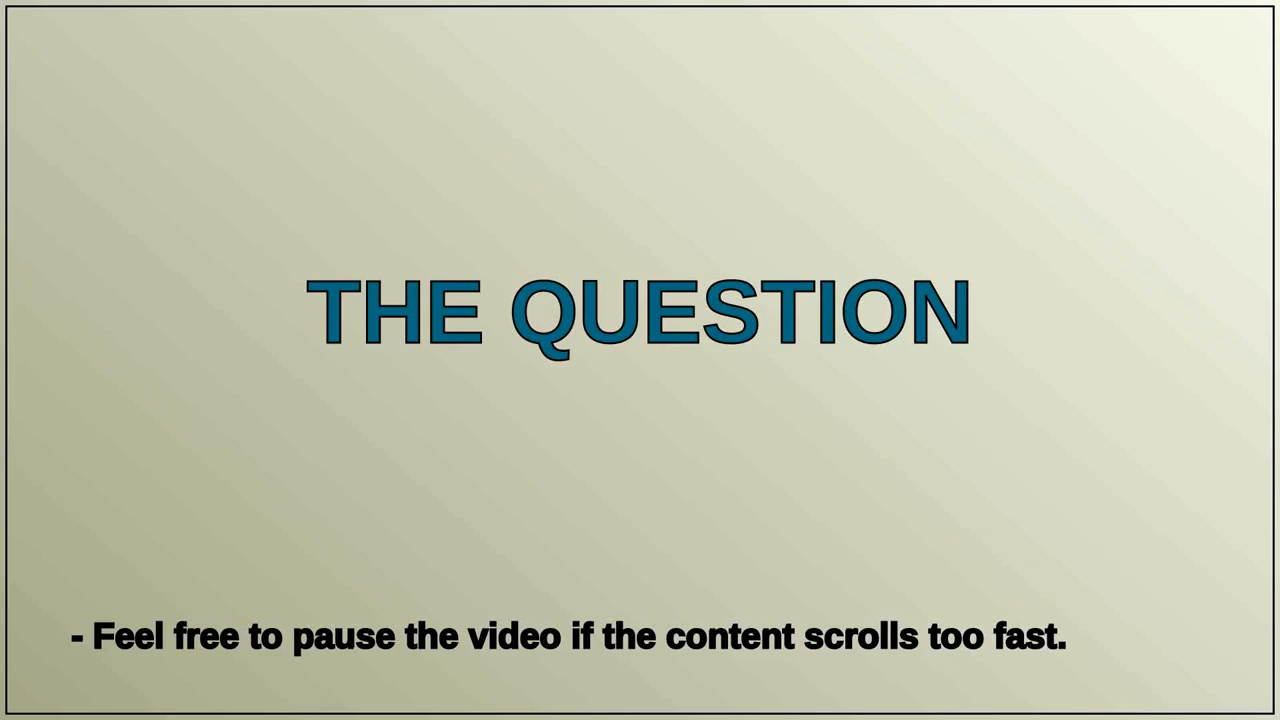 THE QUESTION
- Feel free to pause the video if the content scrolls too fast.